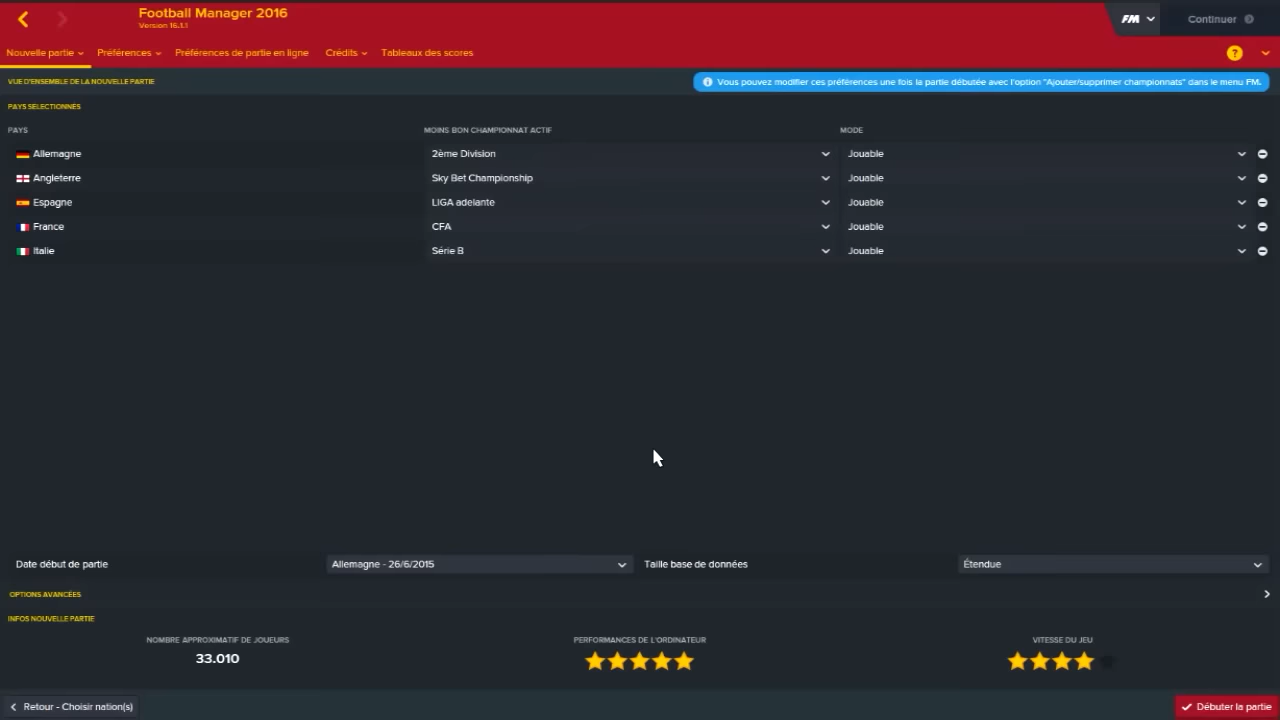 Football Manager 2016
Version 16.1.1
FM
Continuer
Nouvelle partie
Préférences
Préférences de partie en ligne
Crédits
Tableaux des scores
?
VUE D'ENSEMBLE DE LA NOUVELLE PARTIE
Vous pouvez modifier ces préférences une fois la partie débutée avec l'option "Ajouter/supprimer championnats" dans le menu FM.
PAYS SÉLECTIONNÉS
PAYS MOINS BON CHAMPIONNAT ACTIF MODE
Allemagne 2ème Division Jouable
Angleterre Sky Bet Championship Jouable
Espagne LIGA adelante Jouable
France CFA Jouable
Italie Série B Jouable
Date début de partie Allemagne - 26/6/2015 Taille base de données Étendue
OPTIONS AVANCÉES
INFOS NOUVELLE PARTIE
NOMBRE APPROXIMATIF DE JOUEURS PERFORMANCES DE L'ORDINATEUR VITESSE DU JEU
33.010
Retour - Choisir nation(s) Débuter la partie